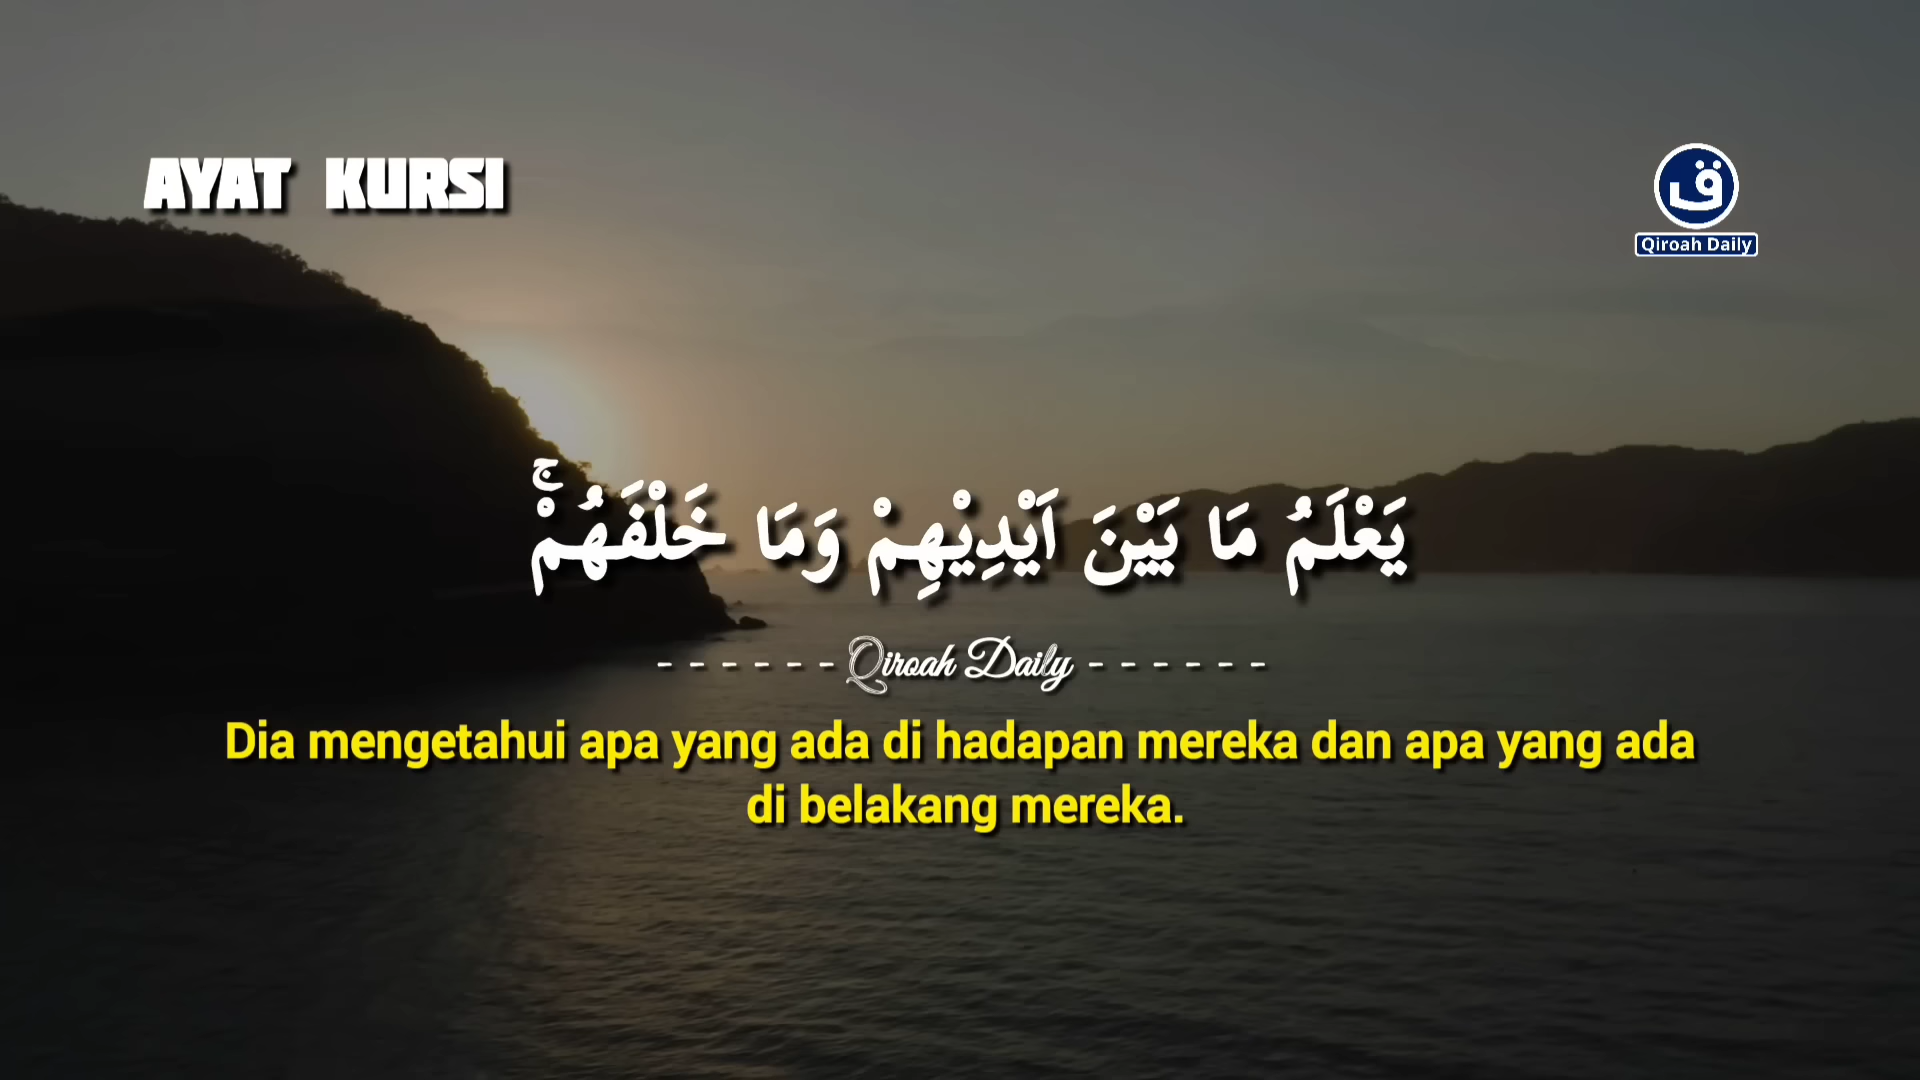 AYAT KURSI
ق
Qiroah Daily
يَعْلَمُ مَا بَيْنَ اَيْدِيْهِمْ وَمَا خَلْفَهُمْۚ
- - - - - - Qiroah Daily - - - - - -
Dia mengetahui apa yang ada di hadapan mereka dan apa yang ada
di belakang mereka.